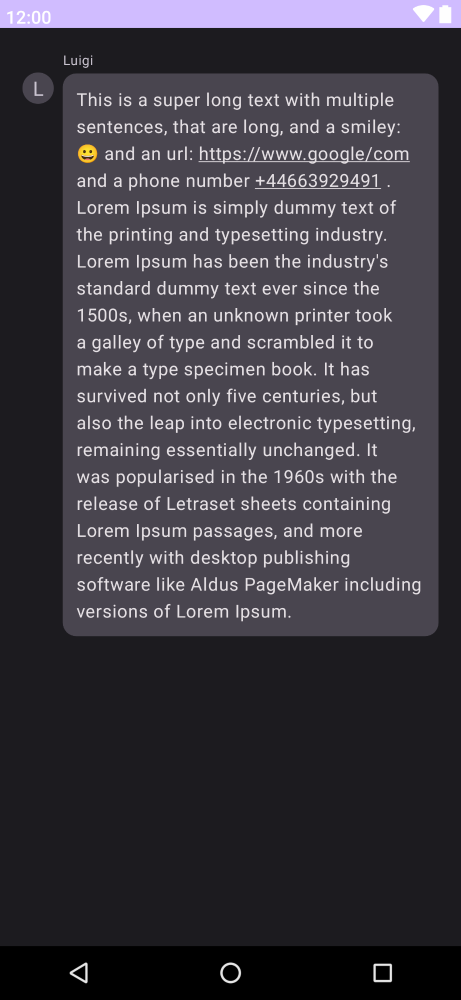 12:00
Luigi
L
This is a super long text with multiple
sentences, that are long, and a smiley:
😀 and an url: https://www.google/com
and a phone number +44663929491 .
Lorem Ipsum is simply dummy text of
the printing and typesetting industry.
Lorem Ipsum has been the industry's
standard dummy text ever since the
1500s, when an unknown printer took
a galley of type and scrambled it to
make a type specimen book. It has
survived not only five centuries, but
also the leap into electronic typesetting,
remaining essentially unchanged. It
was popularised in the 1960s with the
release of Letraset sheets containing
Lorem Ipsum passages, and more
recently with desktop publishing
software like Aldus PageMaker including
versions of Lorem Ipsum.